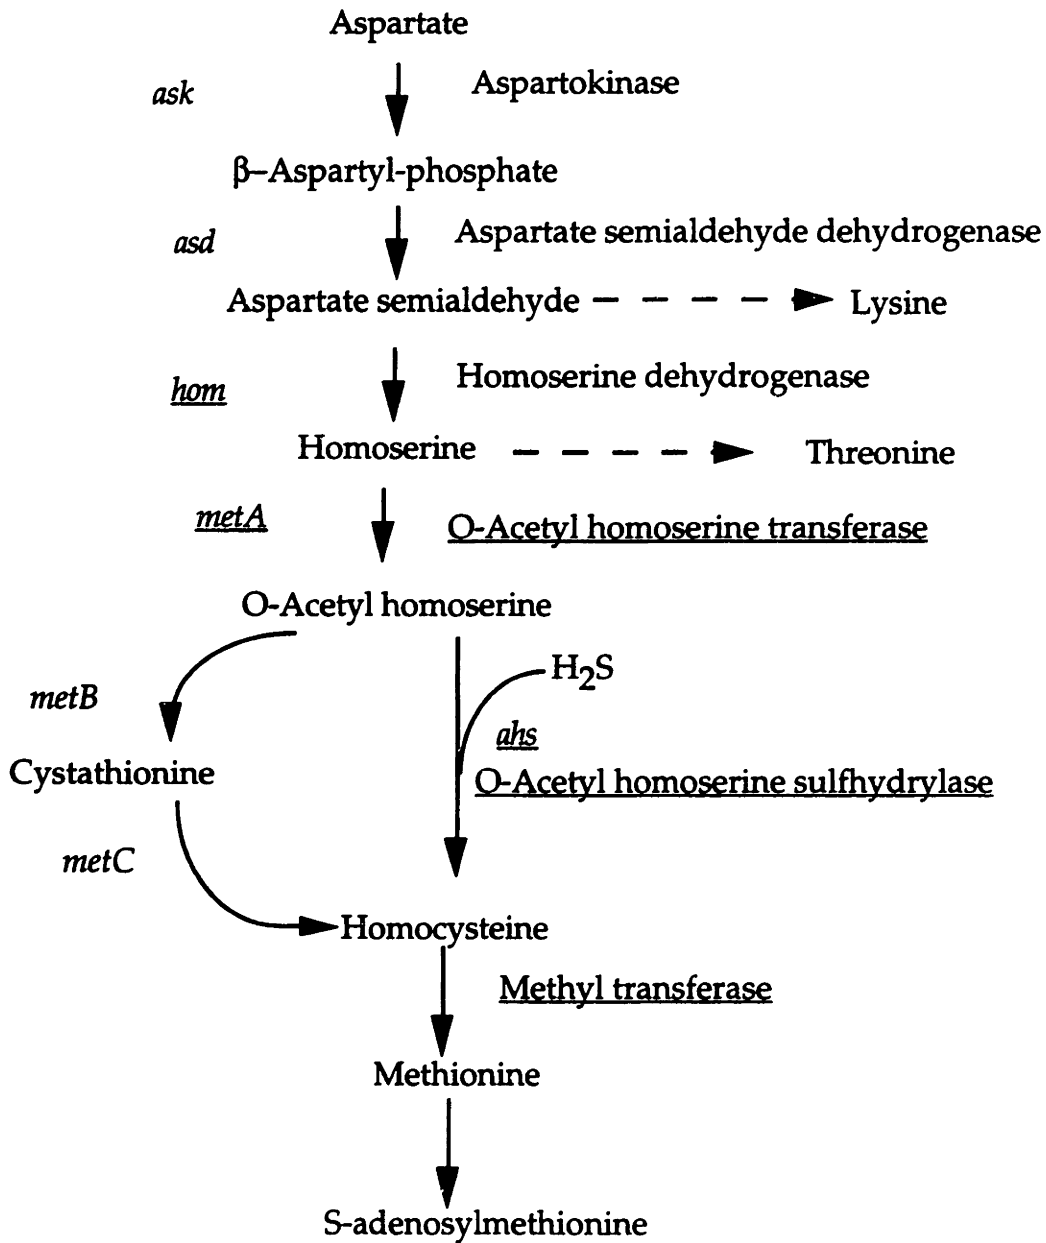 Aspartate
ask
Aspartokinase
β–Aspartyl-phosphate
asd
Aspartate semialdehyde dehydrogenase
Aspartate semialdehyde
Lysine
hom
Homoserine dehydrogenase
Homoserine
Threonine
metA
O-Acetyl homoserine transferase
O-Acetyl homoserine
H2S
metB
ahs
Cystathionine
O-Acetyl homoserine sulfhydrylase
metC
Homocysteine
Methyl transferase
Methionine
S-adenosylmethionine